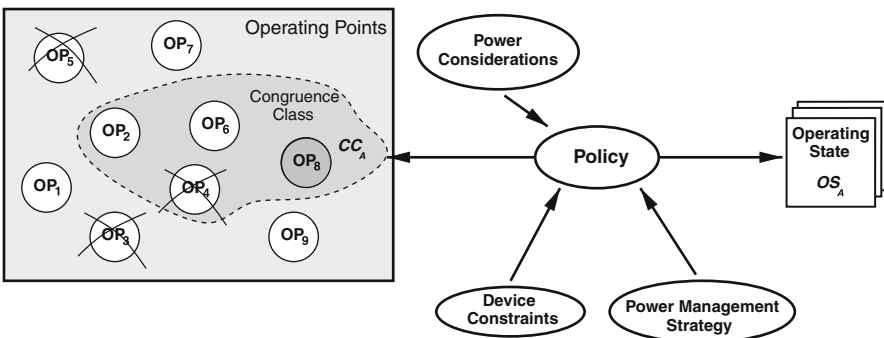 Operating Points
OP5
OP7
Congruence
Class
OP2
OP6
CCA
OP8
OP1
OP4
OP3
OP9
Power
Considerations
Policy
Device
Constraints
Power Management
Strategy
Operating
State
OSA